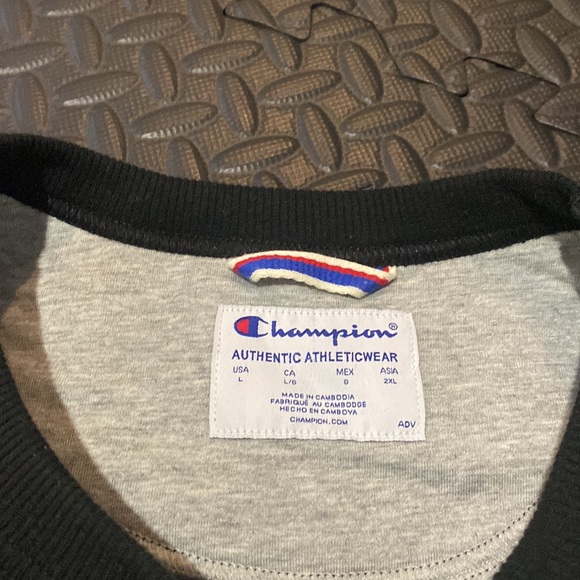 Champion®
AUTHENTIC ATHLETICWEAR
USA CA MEX ASIA
L L/G G 2XL
MADE IN CAMBODIA
FABRIQUÉ AU CAMBODGE
HECHO EN CAMBOYA
CHAMPION.COM
ADV